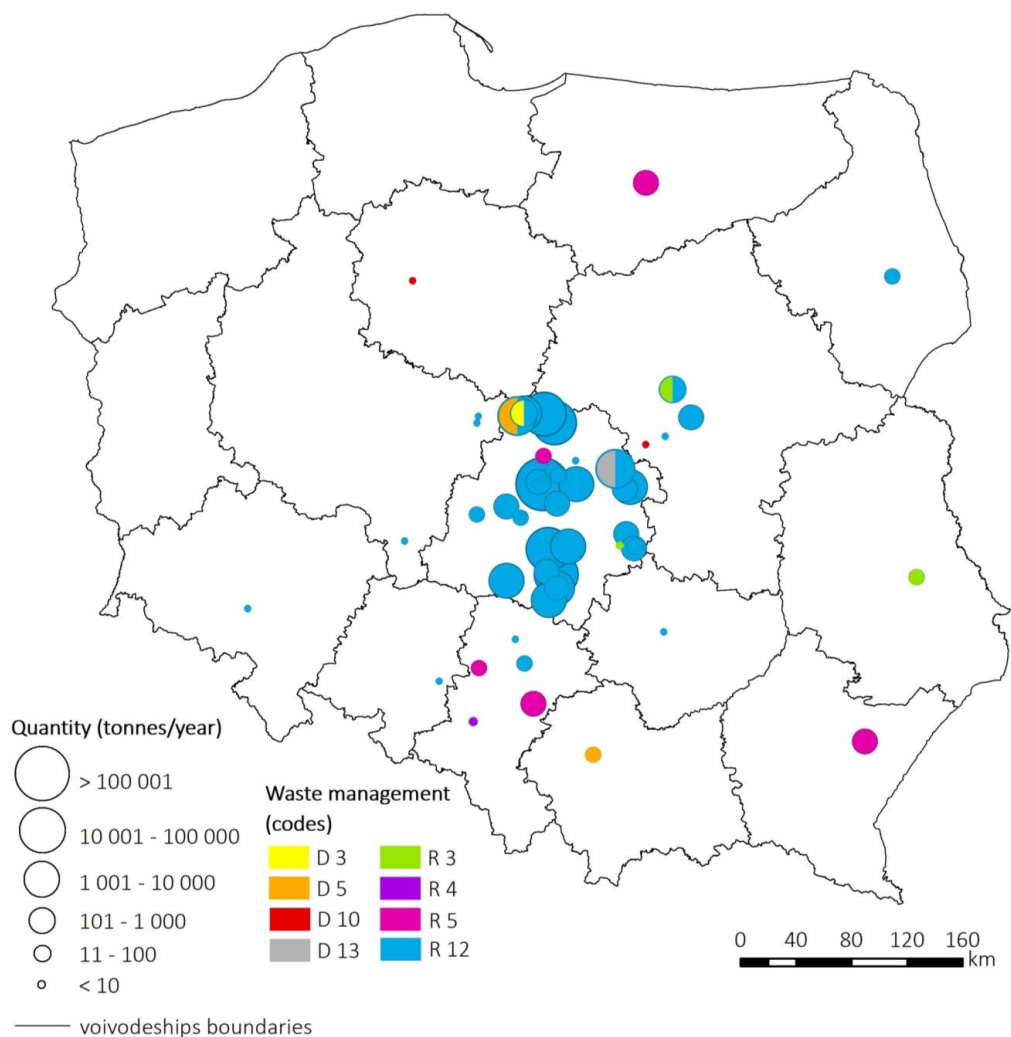 Quantity (tonnes/year)
> 100 001
10 001 - 100 000
1 001 - 10 000
101 - 1 000
11 - 100
< 10
voivodeships boundaries
Waste management
(codes)
D 3
R 3
D 5
R 4
D 10
R 5
D 13
R 12
0 40 80 120 160
km